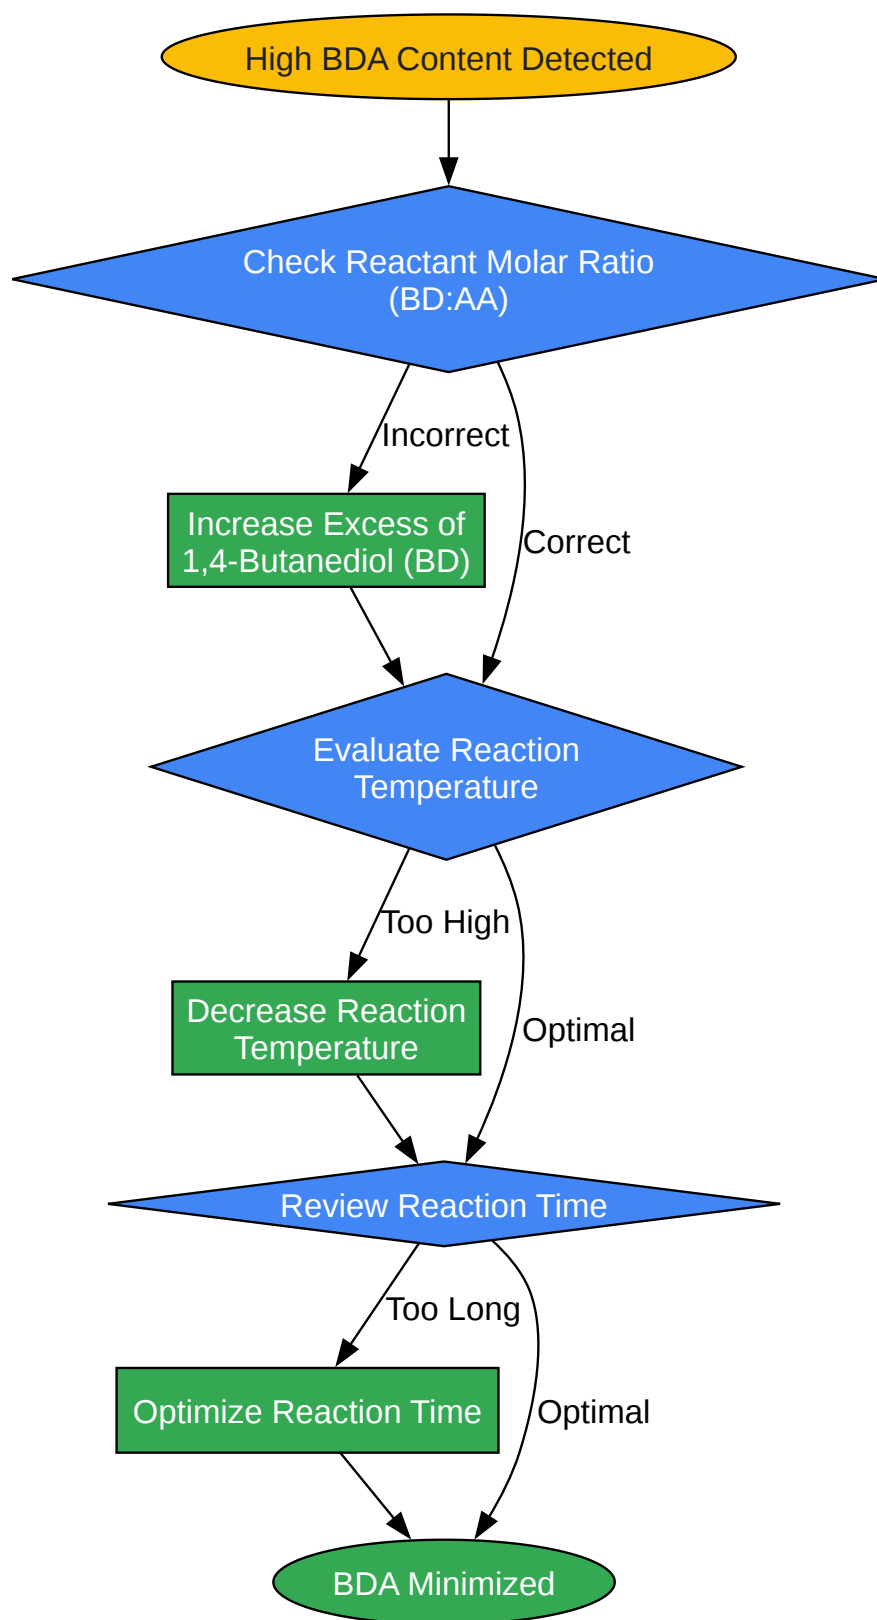 High BDA Content Detected
Check Reactant Molar Ratio
(BD:AA)
Incorrect
Increase Excess of
1,4-Butanediol (BD)
Correct
Evaluate Reaction
Temperature
Too High
Decrease Reaction
Temperature
Optimal
Review Reaction Time
Too Long
Optimize Reaction Time
Optimal
BDA Minimized